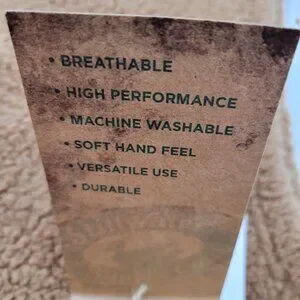 • BREATHABLE
• HIGH PERFORMANCE
• MACHINE WASHABLE
• SOFT HAND FEEL
• VERSATILE USE
• DURABLE